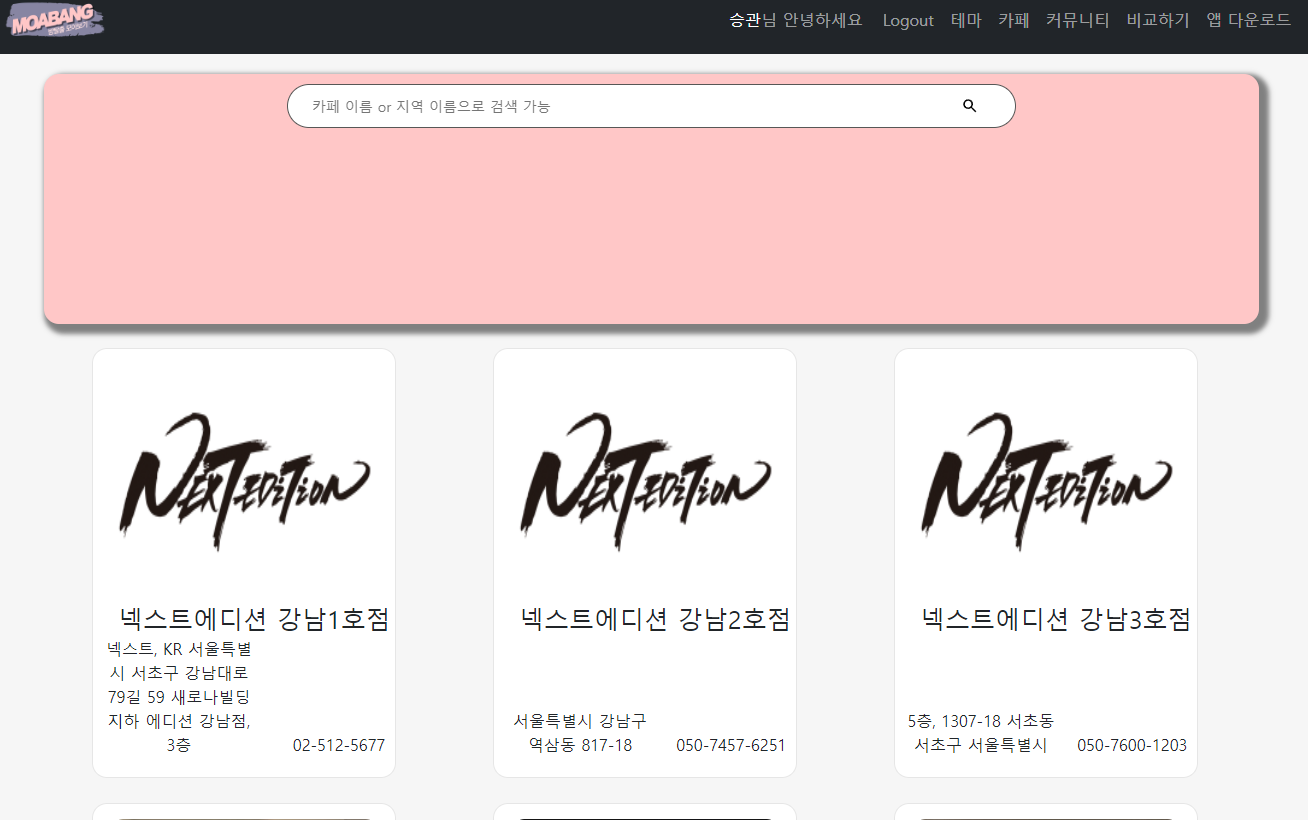 MOABANG
승관님 안녕하세요 Logout 테마 카페 커뮤니티 비교하기 앱 다운로드
카페 이름 or 지역 이름으로 검색 가능
NEXT EDITION
넥스트에디션 강남1호점
넥스트, KR 서울특별
시 서초구 강남대로
79길 59 새로나빌딩
지하 에디션 강남점,
3층
02-512-5677
NEXT EDITION
넥스트에디션 강남2호점
서울특별시 강남구
역삼동 817-18
050-7457-6251
NEXT EDITION
넥스트에디션 강남3호점
5층, 1307-18 서초동
서초구 서울특별시
050-7600-1203